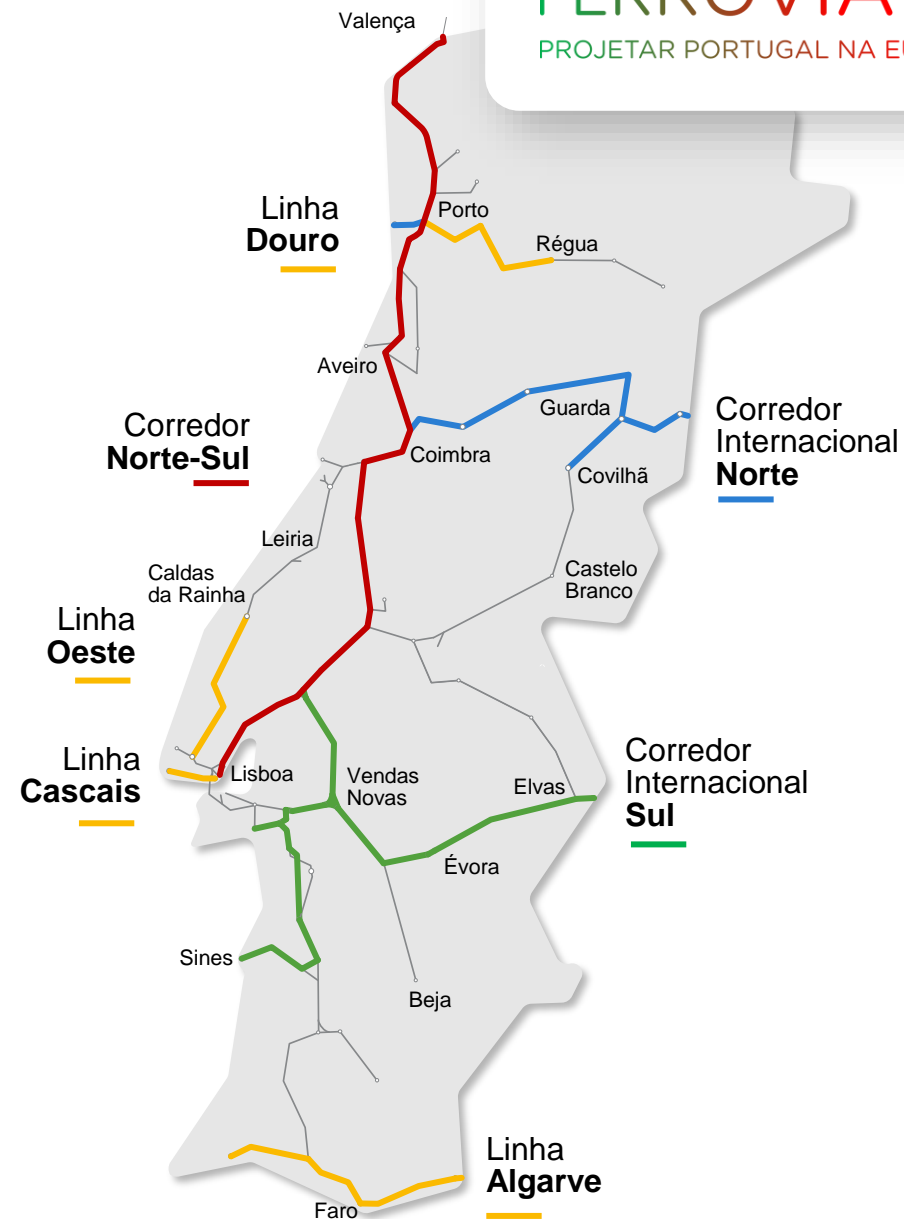 FERROVIA
PROJETAR PORTUGAL NA
Valença
Linha
Douro
Porto
Régua
Aveiro
Corredor
Norte-Sul
Guarda
Coimbra
Covilhã
Corredor
Internacional
Norte
Leiria
Caldas
da Rainha
Castelo
Branco
Linha
Oeste
Linha
Cascais
Lisboa
Vendas
Novas
Elvas
Corredor
Internacional
Sul
Évora
Sines
Beja
Linha
Algarve
Faro